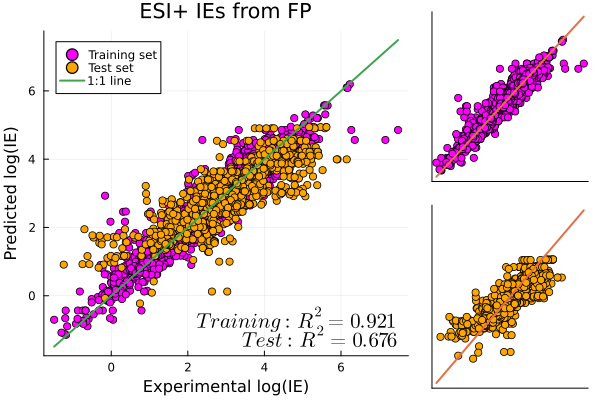 ESI+ IEs from FP
Training set
Test set
1:1 line
Predicted log(IE)
6
4
2
0
Training: R² = 0.921
Test: R² = 0.676
0 2 4 6
Experimental log(IE)